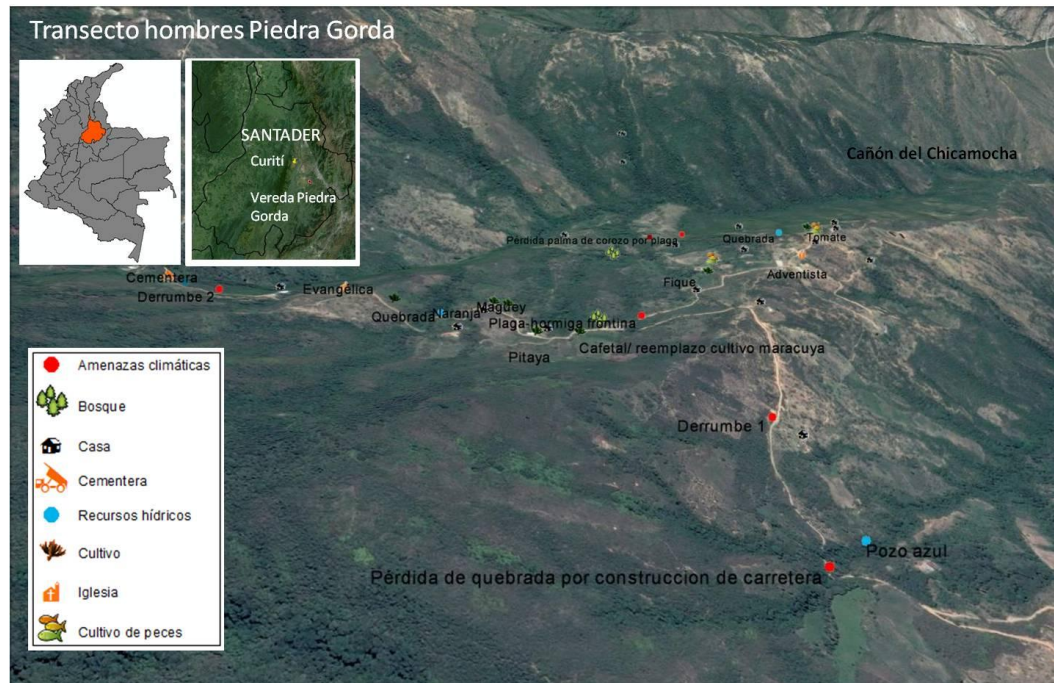 Transecto hombres Piedra Gorda
SANTADER
Curití
Vereda Piedra
Gorda
Cañón del Chicamocha
Pérdida palma de corozo por plaga
Quebrada
Tomate
Cementera
Derrumbe 2
Evangélica
Fique
Adventista
Quebrada
Naranja
Maguey
Plaga-hormiga frontina
Pitaya
Cafetal/ reemplazo cultivo maracuya
Derrumbe 1
Pozo azul
Pérdida de quebrada por construccion de carretera
Amenazas climáticas
Bosque
Casa
Cementera
Recursos hídricos
Cultivo
Iglesia
Cultivo de peces